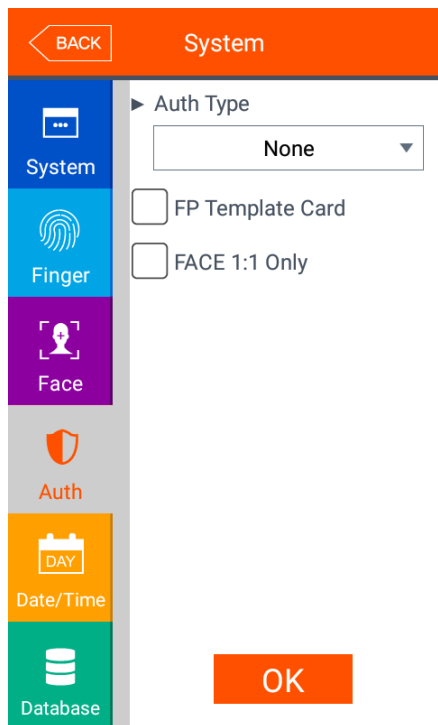 BACK
System
System
Finger
Face
Auth
DAY
Date/Time
Database
► Auth Type
None
FP Template Card
FACE 1:1 Only
OK